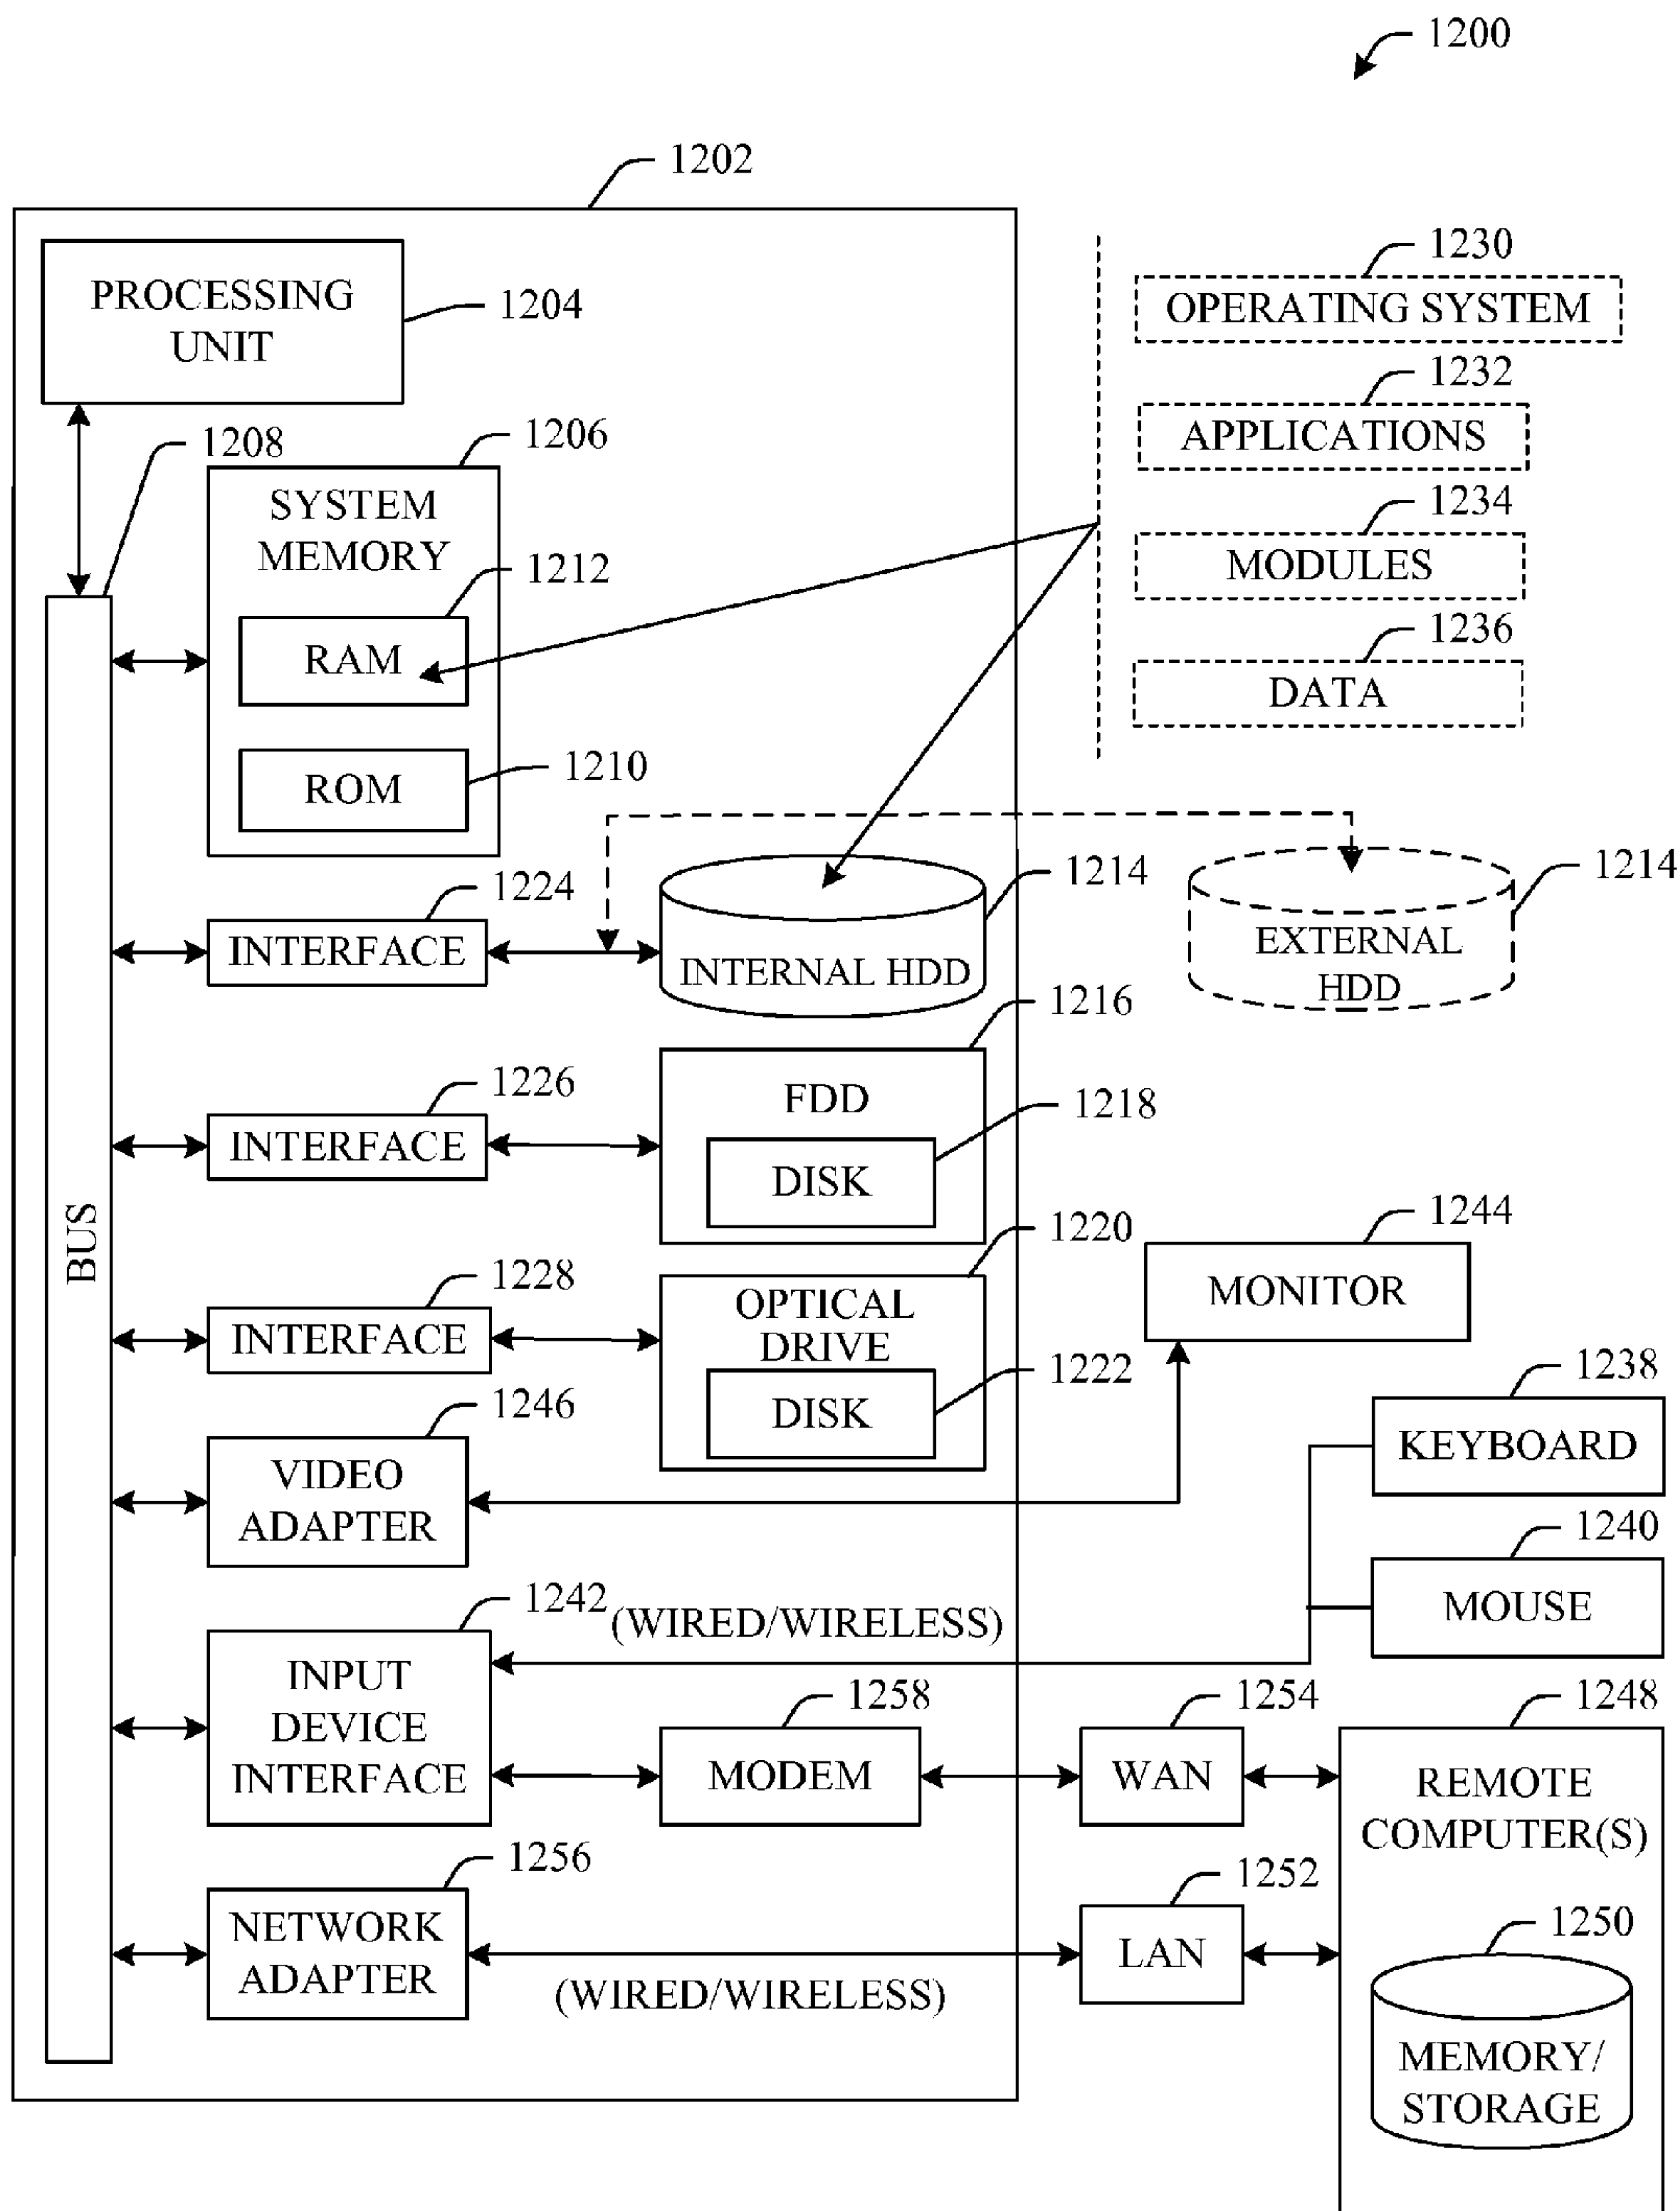 1200
1202
PROCESSING
UNIT
1204
1230
OPERATING SYSTEM
1232
APPLICATIONS
1234
MODULES
1236
DATA
1208
1206
SYSTEM
MEMORY
1212
RAM
1210
ROM
BUS
1224
INTERFACE
1214
INTERNAL HDD
1214
EXTERNAL
HDD
1226
INTERFACE
1216
FDD
1218
DISK
1228
INTERFACE
1220
OPTICAL
DRIVE
1222
DISK
1244
MONITOR
1246
VIDEO
ADAPTER
1238
KEYBOARD
1240
MOUSE
1242
(WIRED/WIRELESS)
INPUT
DEVICE
INTERFACE
1258
MODEM
1254
WAN
1248
REMOTE
COMPUTER(S)
1256
NETWORK
ADAPTER
(WIRED/WIRELESS)
1252
LAN
1250
MEMORY/
STORAGE